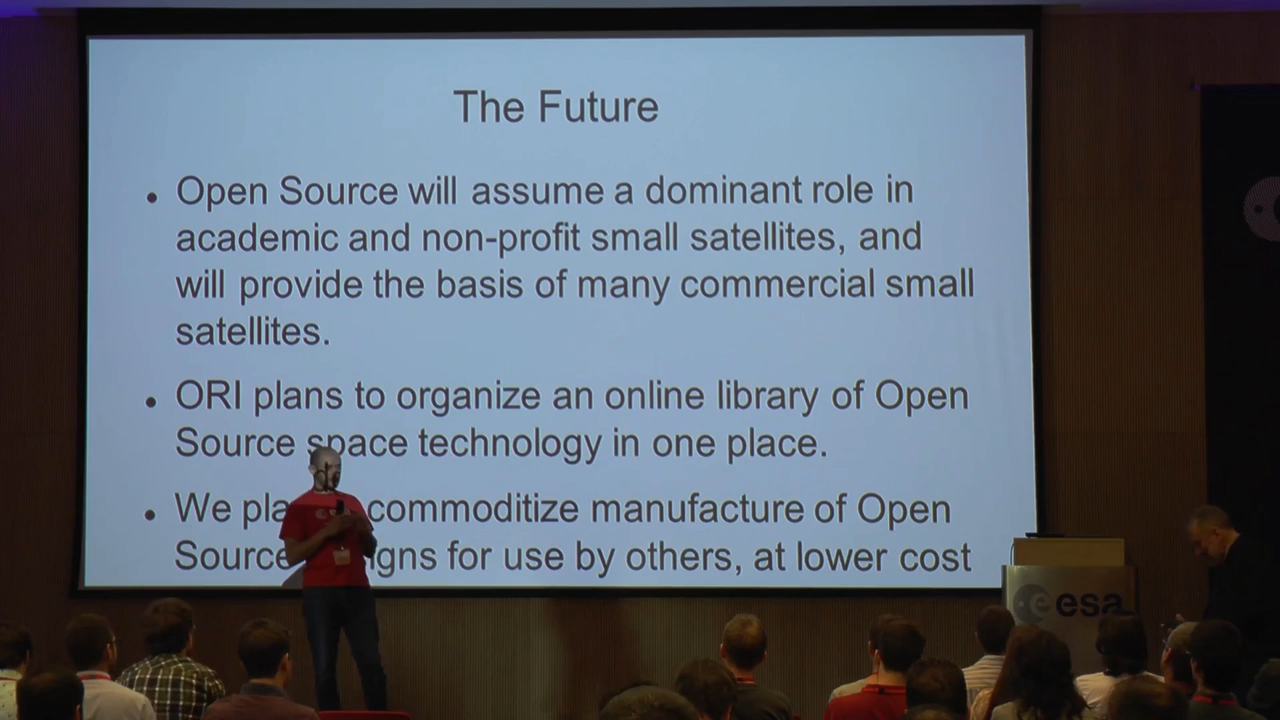 The Future
• Open Source will assume a dominant role in
academic and non-profit small satellites, and
will provide the basis of many commercial small
satellites.
• ORI plans to organize an online library of Open
Source space technology in one place.
• We commoditize manufacture of Open
Source for use by others, at lower cost
esa